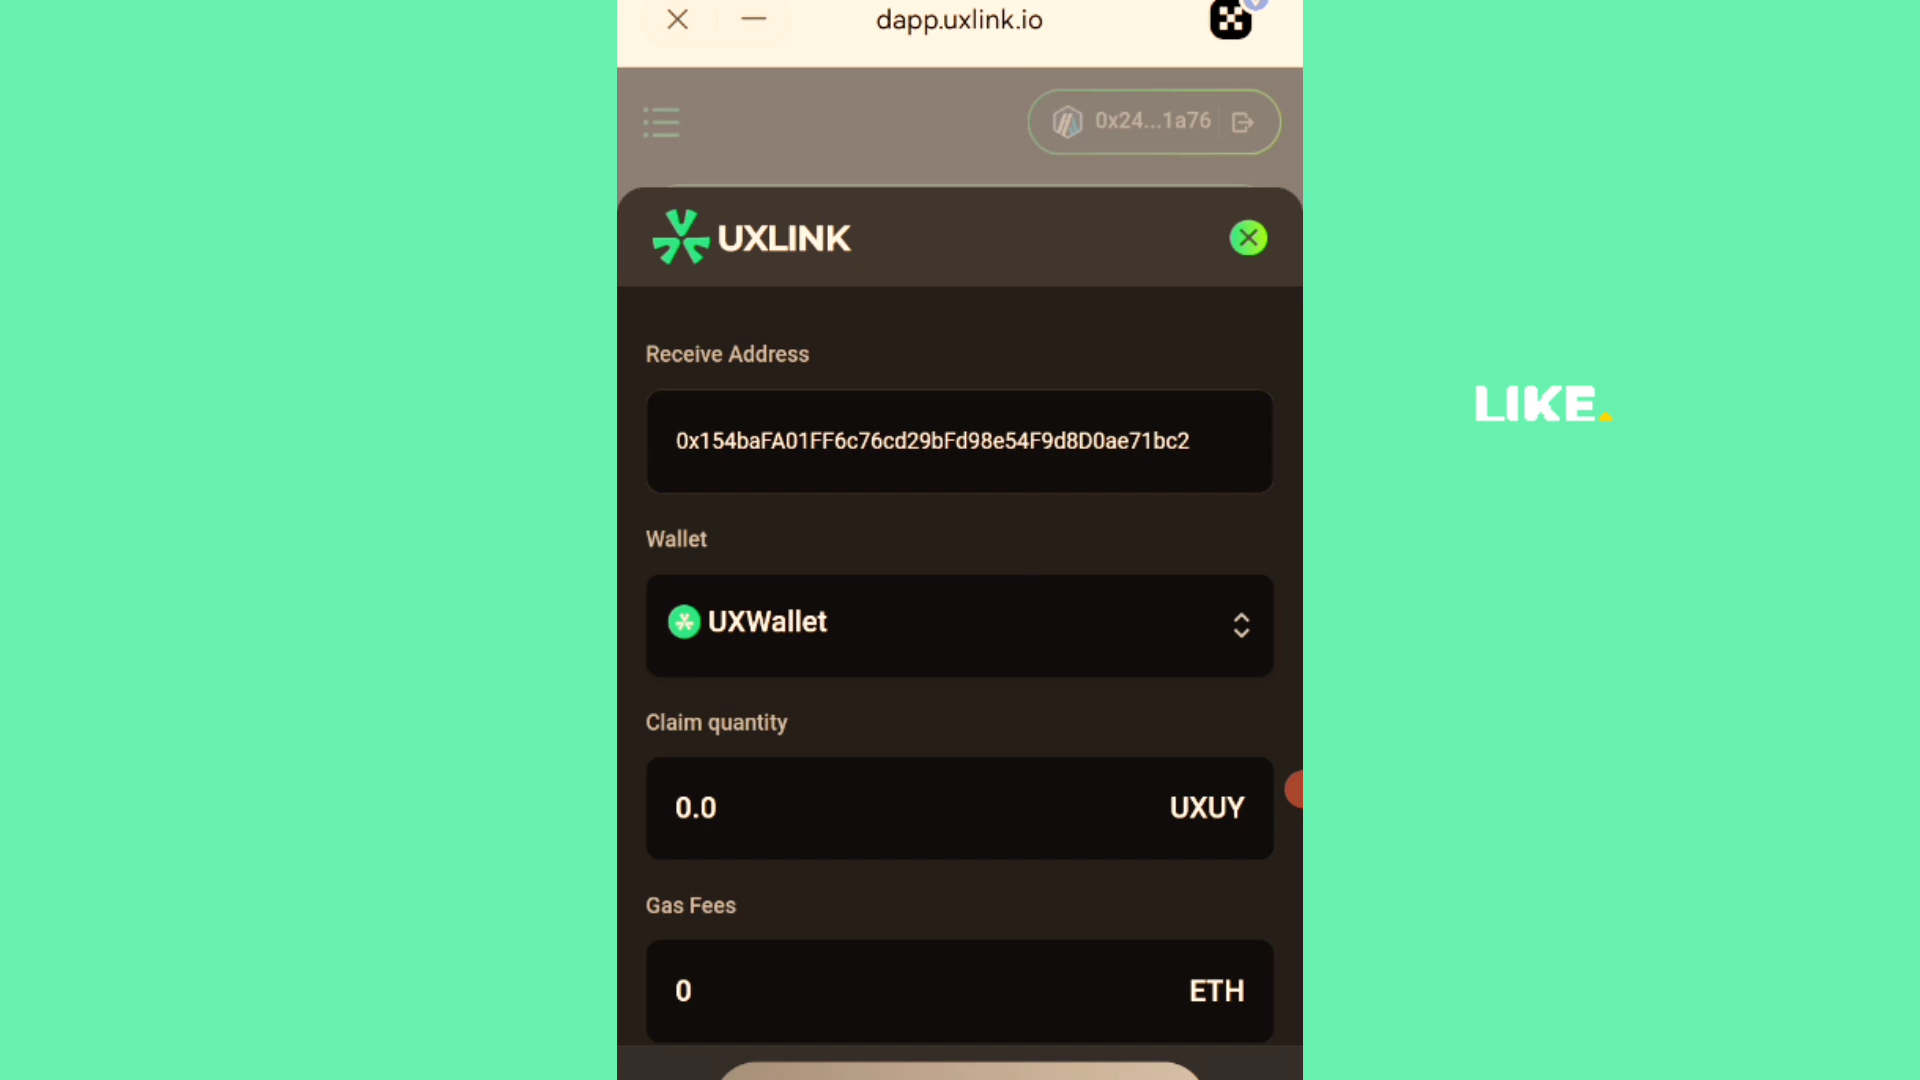 dapp.uxlink.io
0x24...1a76
UXLINK
Receive Address
0x154baFA01FF6c76cd29bFd98e54F9d8D0ae71bc2
LIKE.
Wallet
UXWallet
Claim quantity
0.0 UXUY
Gas Fees
0 ETH